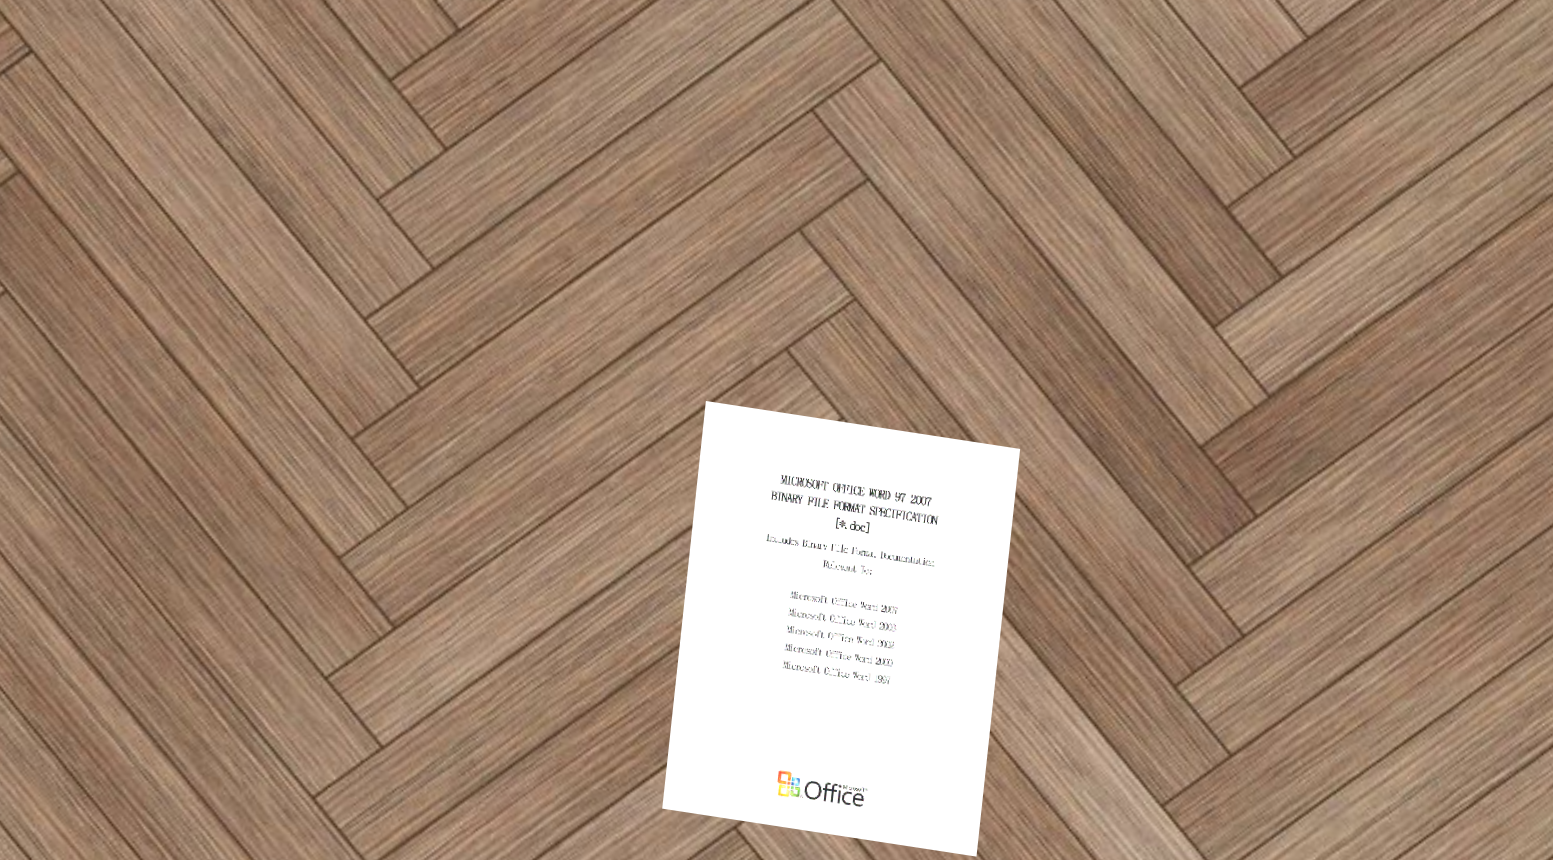 MICROSOFT OFFICE WORD 97 2007
BINARY FILE FORMAT SPECIFICATION
[*.doc]
Includes Binary File Format Documentation
Relevant To:
Microsoft Office Word 2007
Microsoft Office Word 2003
Microsoft Office Word 2002
Microsoft Office Word 2000
Microsoft Office Word 1997
Microsoft
Office